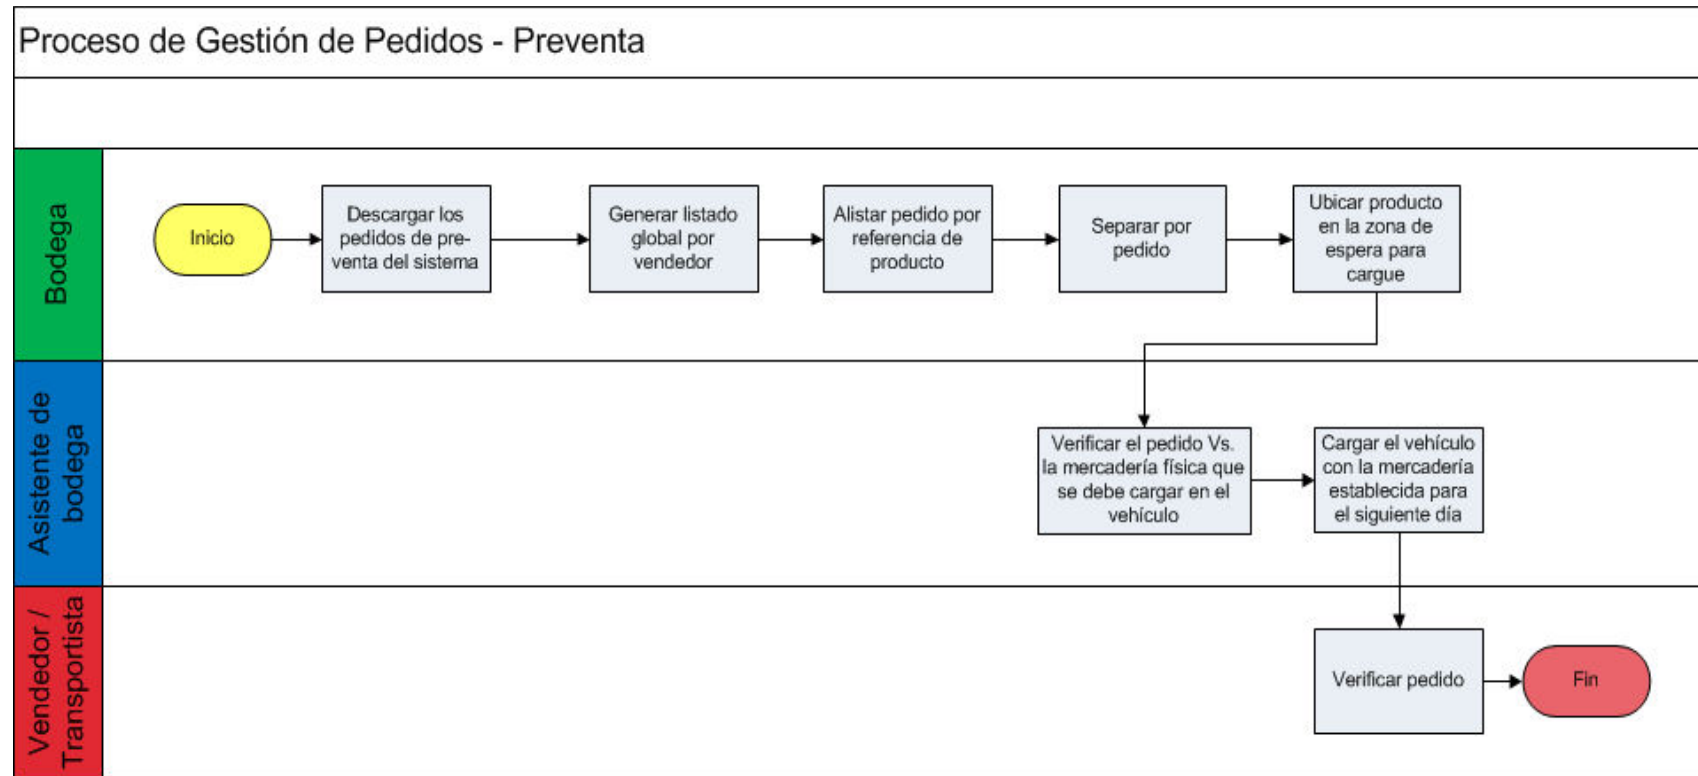 Proceso de Gestión de Pedidos - Preventa
Bodega
Inicio
Descargar los
pedidos de pre-
venta del sistema
Generar listado
global por
vendedor
Alistar pedido por
referencia de
producto
Separar por
pedido
Ubicar producto
en la zona de
espera para
cargue
Asistente de
bodega
Verificar el pedido Vs.
la mercadería física que
se debe cargar en el
vehículo
Cargar el vehículo
con la mercadería
establecida para
el siguiente día
Vendedor /
Transportista
Verificar pedido
Fin